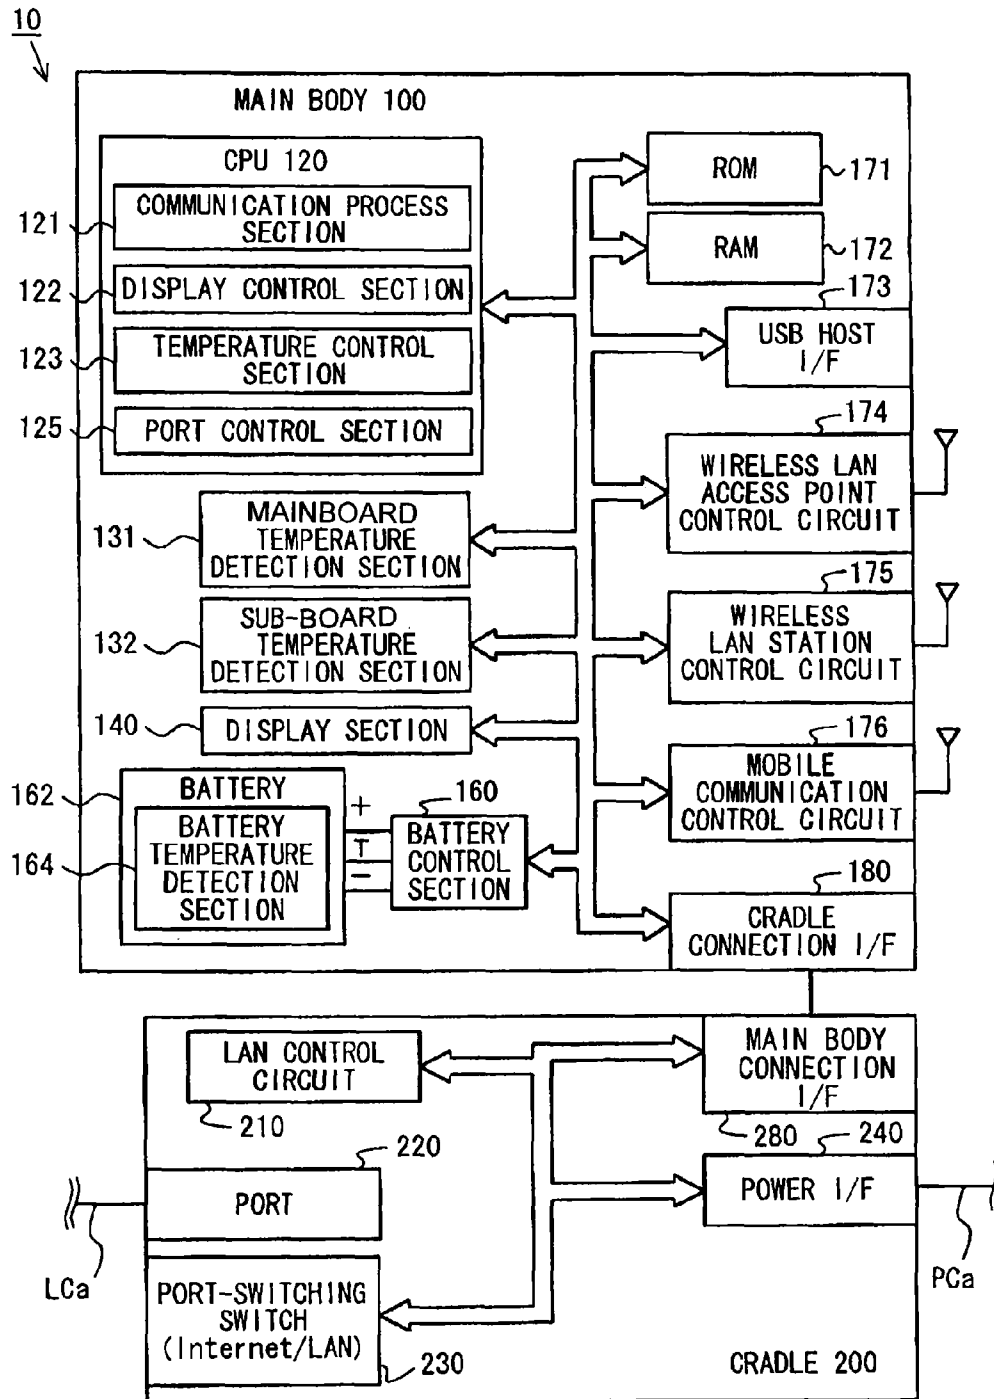 10
MAIN BODY 100
CPU 120
COMMUNICATION PROCESS
SECTION
121
DISPLAY CONTROL SECTION
122
TEMPERATURE CONTROL
SECTION
123
PORT CONTROL SECTION
125
ROM
171
RAM
172
173
USB HOST
I/F
174
WIRELESS LAN
ACCESS POINT
CONTROL CIRCUIT
MAINBOARD
TEMPERATURE
DETECTION SECTION
131
175
WIRELESS
LAN STATION
CONTROL CIRCUIT
SUB-BOARD
TEMPERATURE
DETECTION SECTION
132
DISPLAY SECTION
140
176
MOBILE
COMMUNICATION
CONTROL CIRCUIT
162
BATTERY
BATTERY
TEMPERATURE
DETECTION
SECTION
164
+
T
-
160
BATTERY
CONTROL
SECTION
180
CRADLE
CONNECTION I/F
LAN CONTROL
CIRCUIT
210
MAIN BODY
CONNECTION
I/F
280
240
POWER I/F
220
PORT
LCa
PCa
PORT-SWITCHING
SWITCH
(Internet/LAN)
230
CRADLE 200